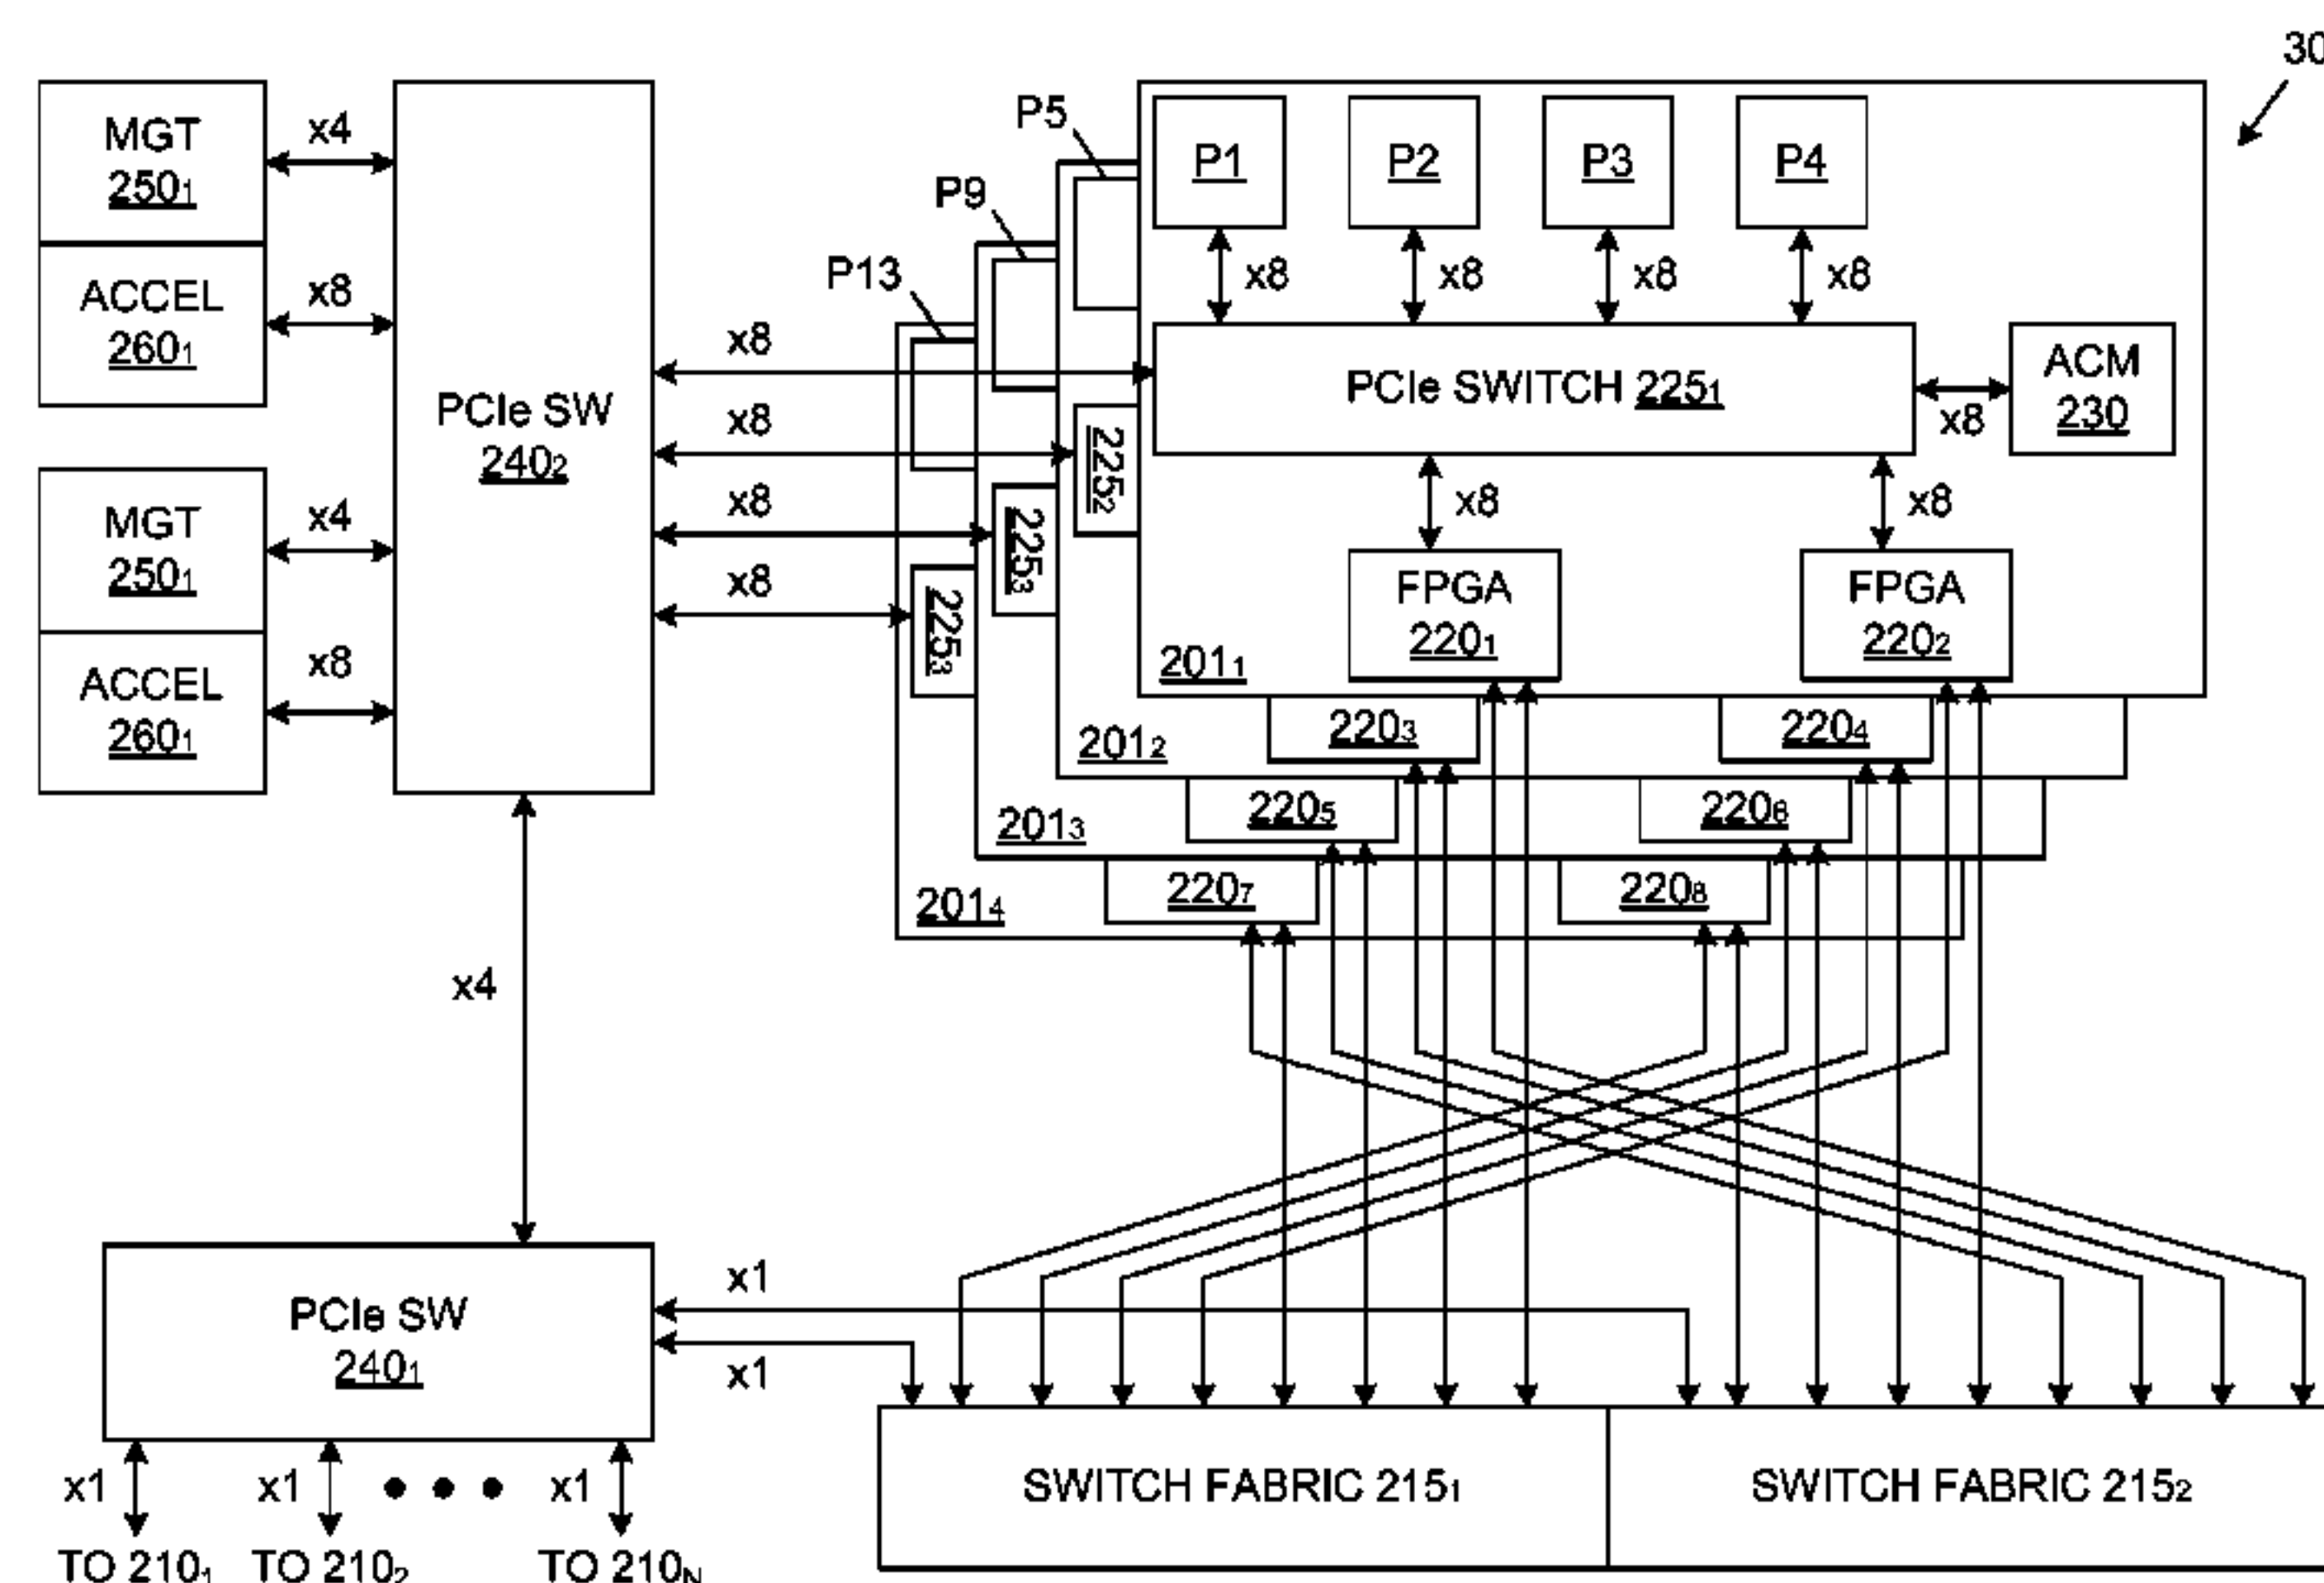 30
MGT
250₁
x4
ACCEL
260₁
x8
MGT
250₁
x4
ACCEL
260₁
x8
PCIe SW
240₂
x8
x8
x8
x8
P5
P9
P13
P1
P2
P3
P4
x8
x8
x8
x8
PCIe SWITCH 225₁
x8
ACM
230
225₂
225₃
225₃
x8
x8
FPGA
220₁
FPGA
220₂
201₁
220₃
220₄
201₂
220₅
220₆
201₃
220₇
220₈
201₄
x4
PCIe SW
240₁
x1
x1
x1
x1
x1
TO 210₁
TO 210₂
TO 210N
SWITCH FABRIC 215₁
SWITCH FABRIC 215₂